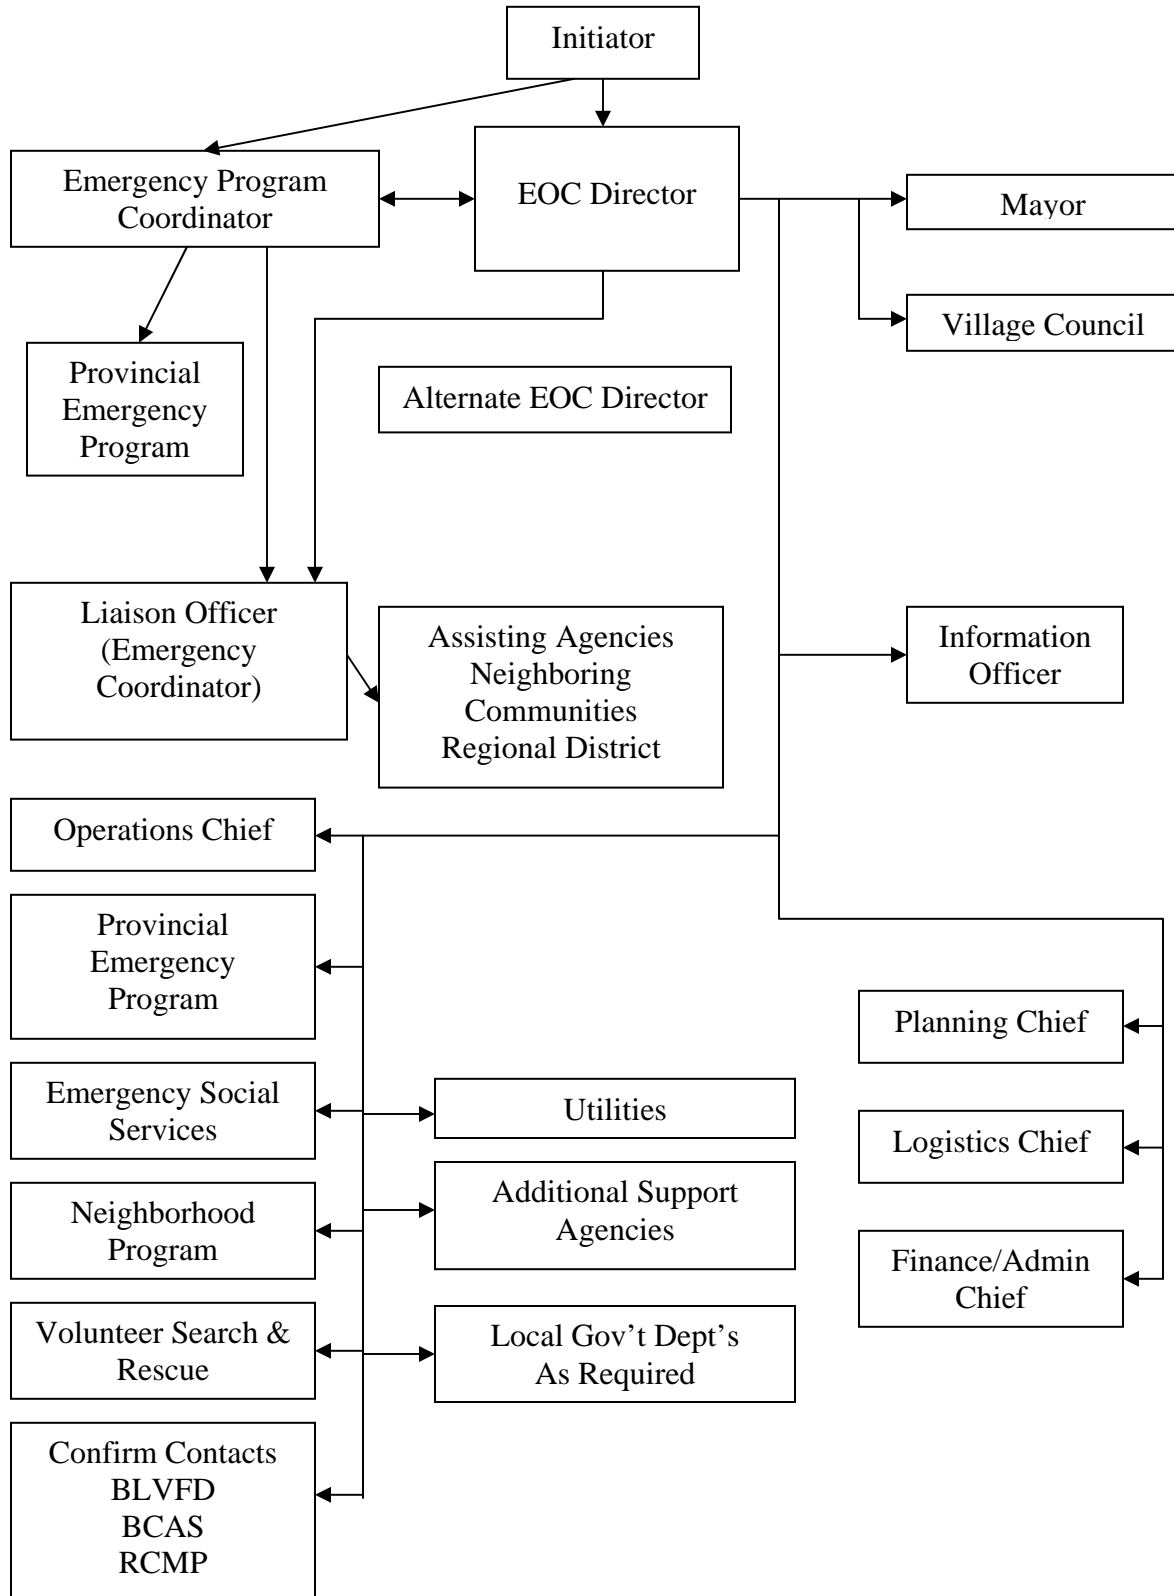 Initiator
Emergency Program
Coordinator
EOC Director
Mayor
Village Council
Provincial
Emergency
Program
Alternate EOC Director
Liaison Officer
(Emergency
Coordinator)
Assisting Agencies
Neighboring
Communities
Regional District
Information
Officer
Operations Chief
Provincial
Emergency
Program
Planning Chief
Emergency Social
Services
Utilities
Logistics Chief
Neighborhood
Program
Additional Support
Agencies
Finance/Admin
Chief
Volunteer Search &
Rescue
Local Gov’t Dept’s
As Required
Confirm Contacts
BLVFD
BCAS
RCMP